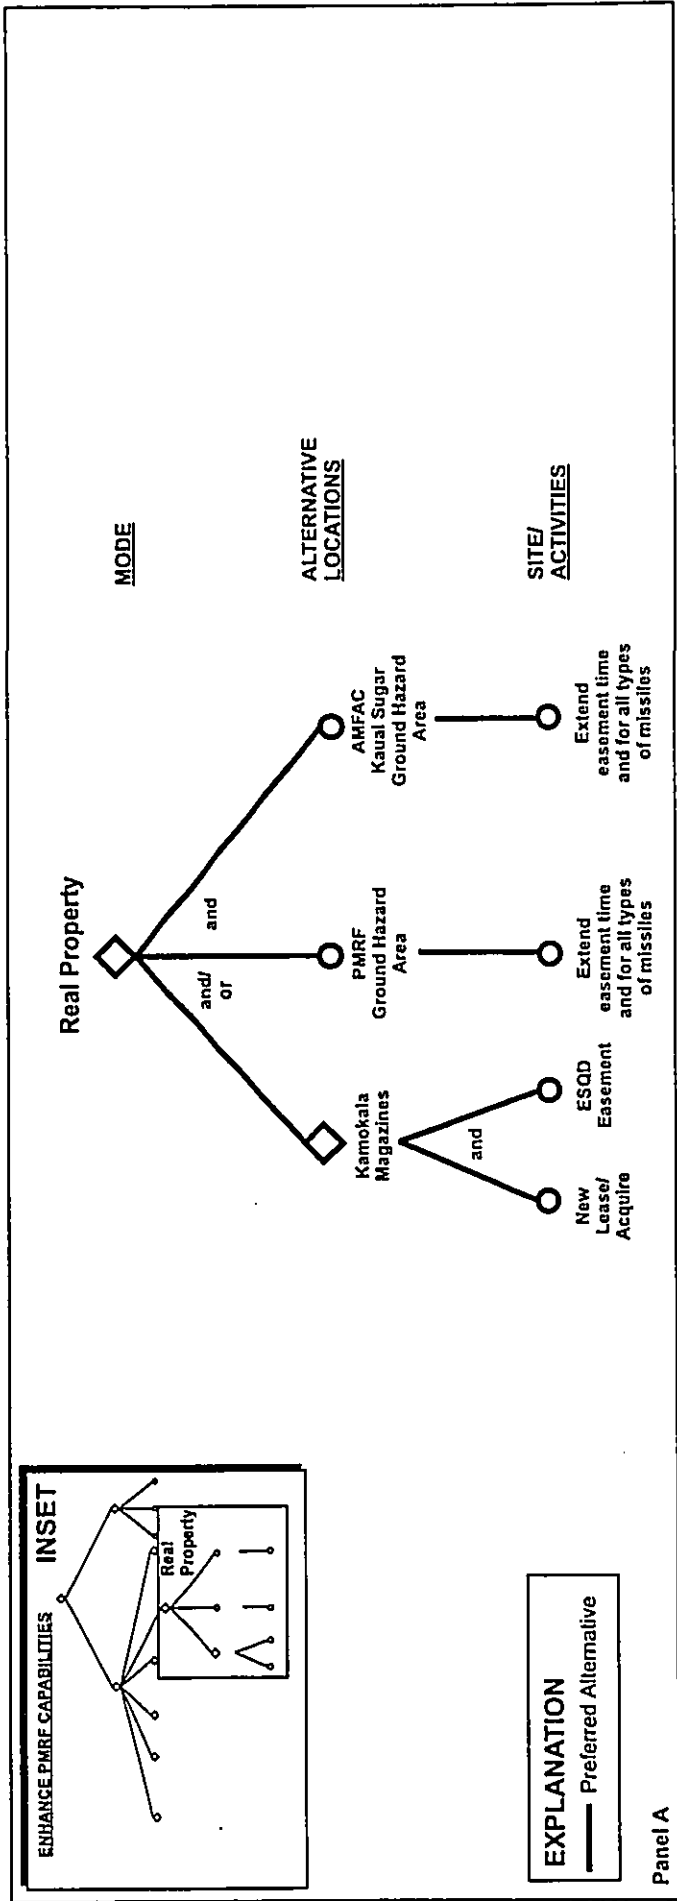 INSET
ENHANCE PMRF CAPABILITIES
Real
Property
Real Property
MODE
and/
or
and
Kamokala
Magazines
PMRF
Ground Hazard
Area
AMFAC
Kauai Sugar
Ground Hazard
Area
ALTERNATIVE
LOCATIONS
and
New
Lease/
Acquire
ESQD
Easement
Extend
easement time
and for all types
of missiles
Extend
easement time
and for all types
of missiles
SITE/
ACTIVITIES
EXPLANATION
Preferred Alternative
Panel A